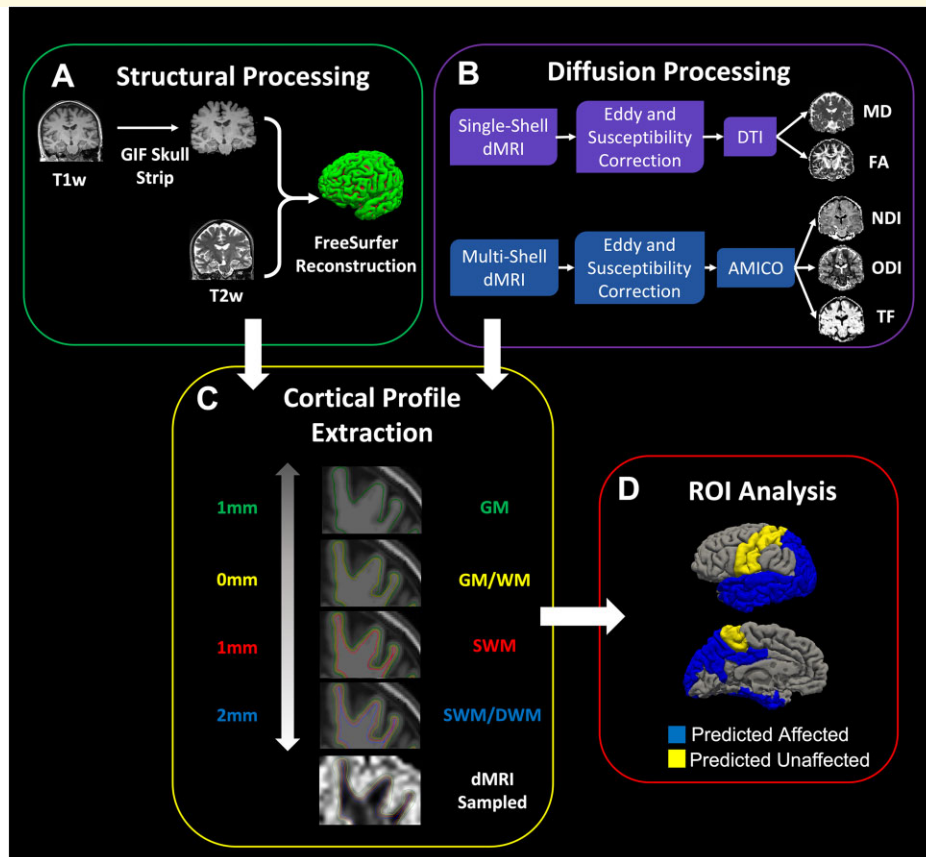 A
Structural Processing
T1w
GIF Skull
Strip
T2w
FreeSurfer
Reconstruction
B
Diffusion Processing
Single-Shell
dMRI
Eddy and
Susceptibility
Correction
DTI
MD
FA
Multi-Shell
dMRI
Eddy and
Susceptibility
Correction
AMICO
NDI
ODI
TF
C
Cortical Profile
Extraction
1mm
GM
0mm
GM/WM
1mm
SWM
2mm
SWM/DWM
dMRI
Sampled
D
ROI Analysis
Predicted Affected
Predicted Unaffected